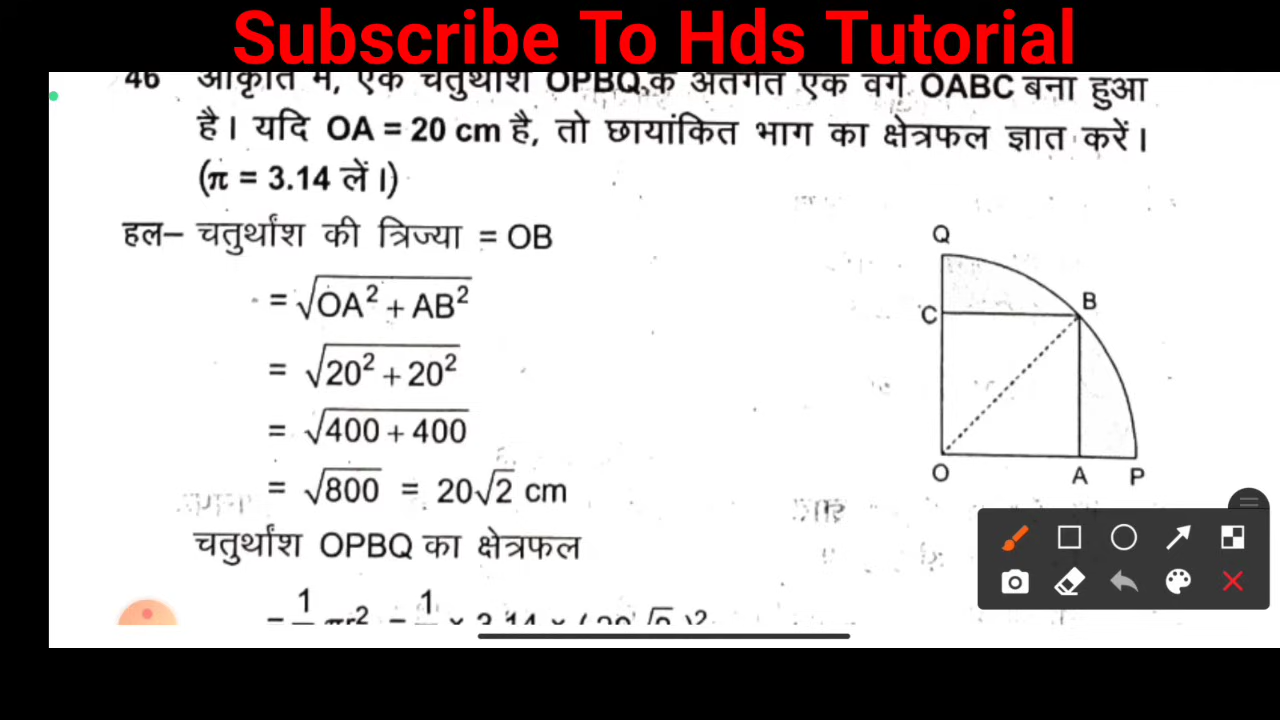 Subscribe To Hds Tutorial
46 आकृति में, एक चतुर्थांश OPBQ के अंतर्गत एक वर्ग OABC बना हुआ
है। यदि OA = 20 cm है, तो छायांकित भाग का क्षेत्रफल ज्ञात करें।
(π = 3.14 लें।)
हल– चतुर्थांश की त्रिज्या = OB
= √(OA² + AB²)
= √(20² + 20²)
= √(400 + 400)
= √800 = 20√2 cm
चतुर्थांश OPBQ का क्षेत्रफल
Q
C
B
O
A
P